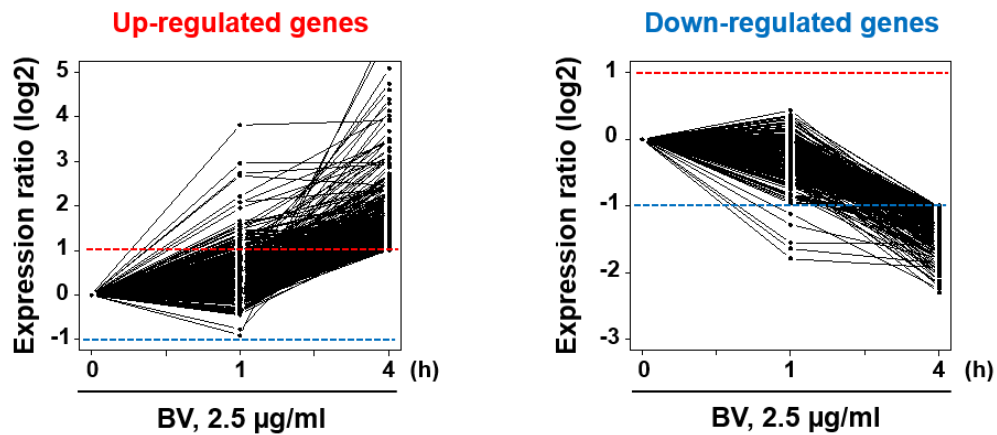 Up-regulated genes
Expression ratio (log2)
5
4
3
2
1
0
-1
0 1 4 (h)
BV, 2.5 µg/ml
Down-regulated genes
Expression ratio (log2)
1
0
-1
-2
-3
0 1 4 (h)
BV, 2.5 µg/ml